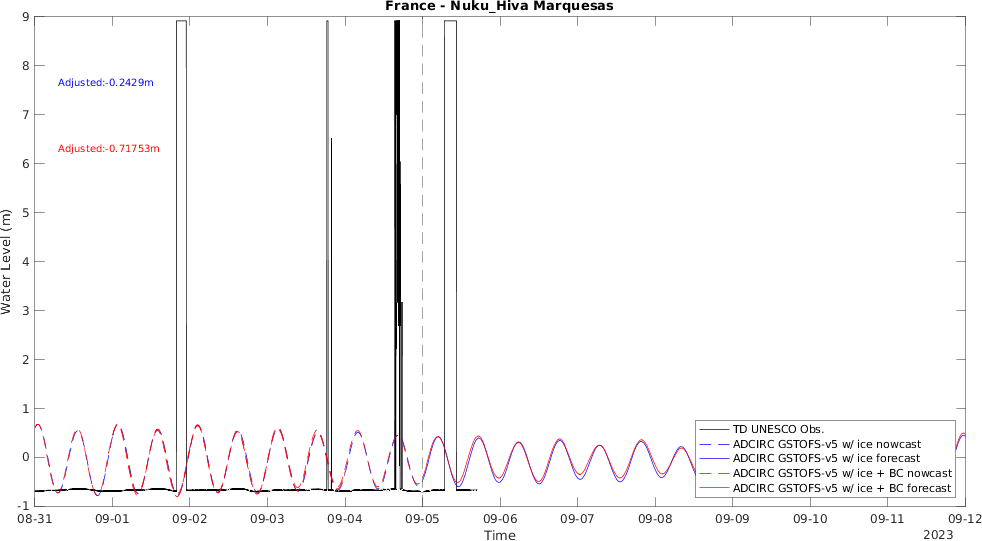 France - Nuku_Hiva Marquesas
9
8
Adjusted:-0.2429m
7
Adjusted:-0.71753m
6
5
4
3
2
1
0
-1
Water Level (m)
TD UNESCO Obs.
ADCIRC GSTOFS-v5 w/ ice nowcast
ADCIRC GSTOFS-v5 w/ ice forecast
ADCIRC GSTOFS-v5 w/ ice + BC nowcast
ADCIRC GSTOFS-v5 w/ ice + BC forecast
08-31 09-01 09-02 09-03 09-04 09-05 09-06 09-07 09-08 09-09 09-10 09-11 09-12
Time
2023